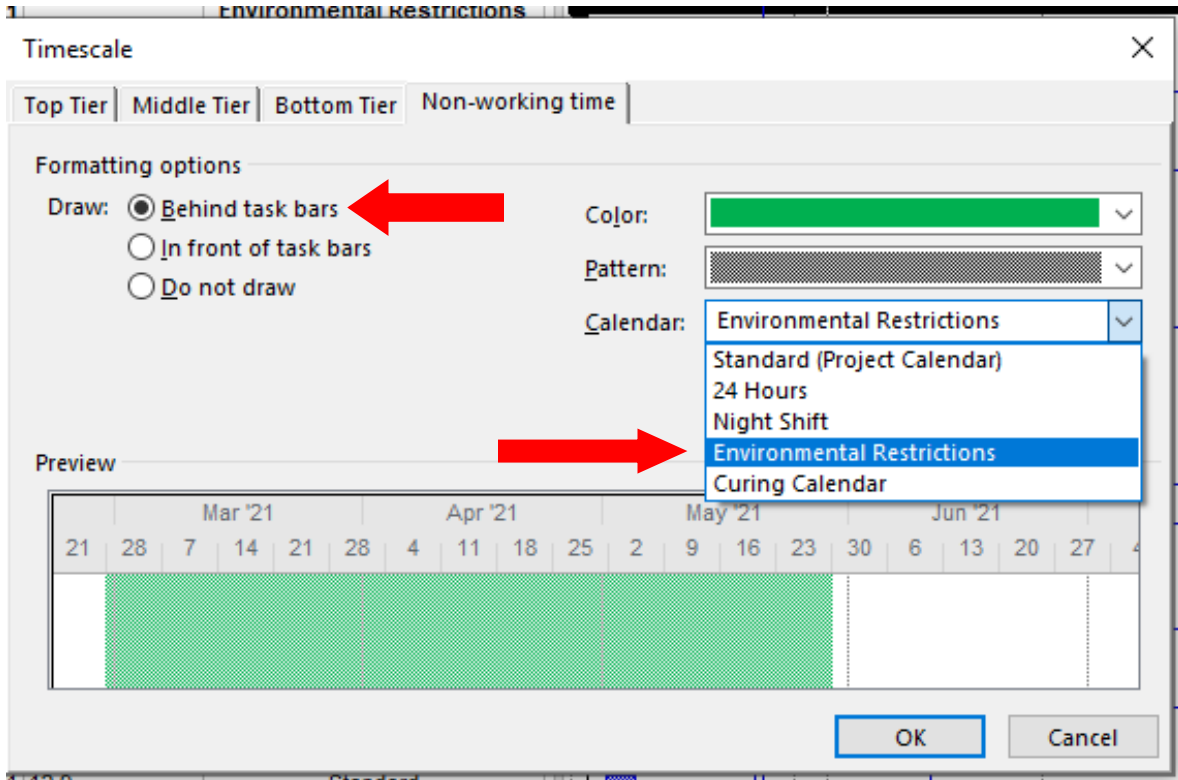 Environmental Restrictions
Timescale
Top Tier Middle Tier Bottom Tier Non-working time
Formatting options
Draw: Behind task bars
In front of task bars
Do not draw
Color:
Pattern:
Calendar: Environmental Restrictions
Standard (Project Calendar)
24 Hours
Night Shift
Environmental Restrictions
Curing Calendar
Preview
Mar '21 Apr '21 May '21 Jun '21
21 28 7 14 21 28 4 11 18 25 2 9 16 23 30 6 13 20 27 4
OK Cancel
Standard